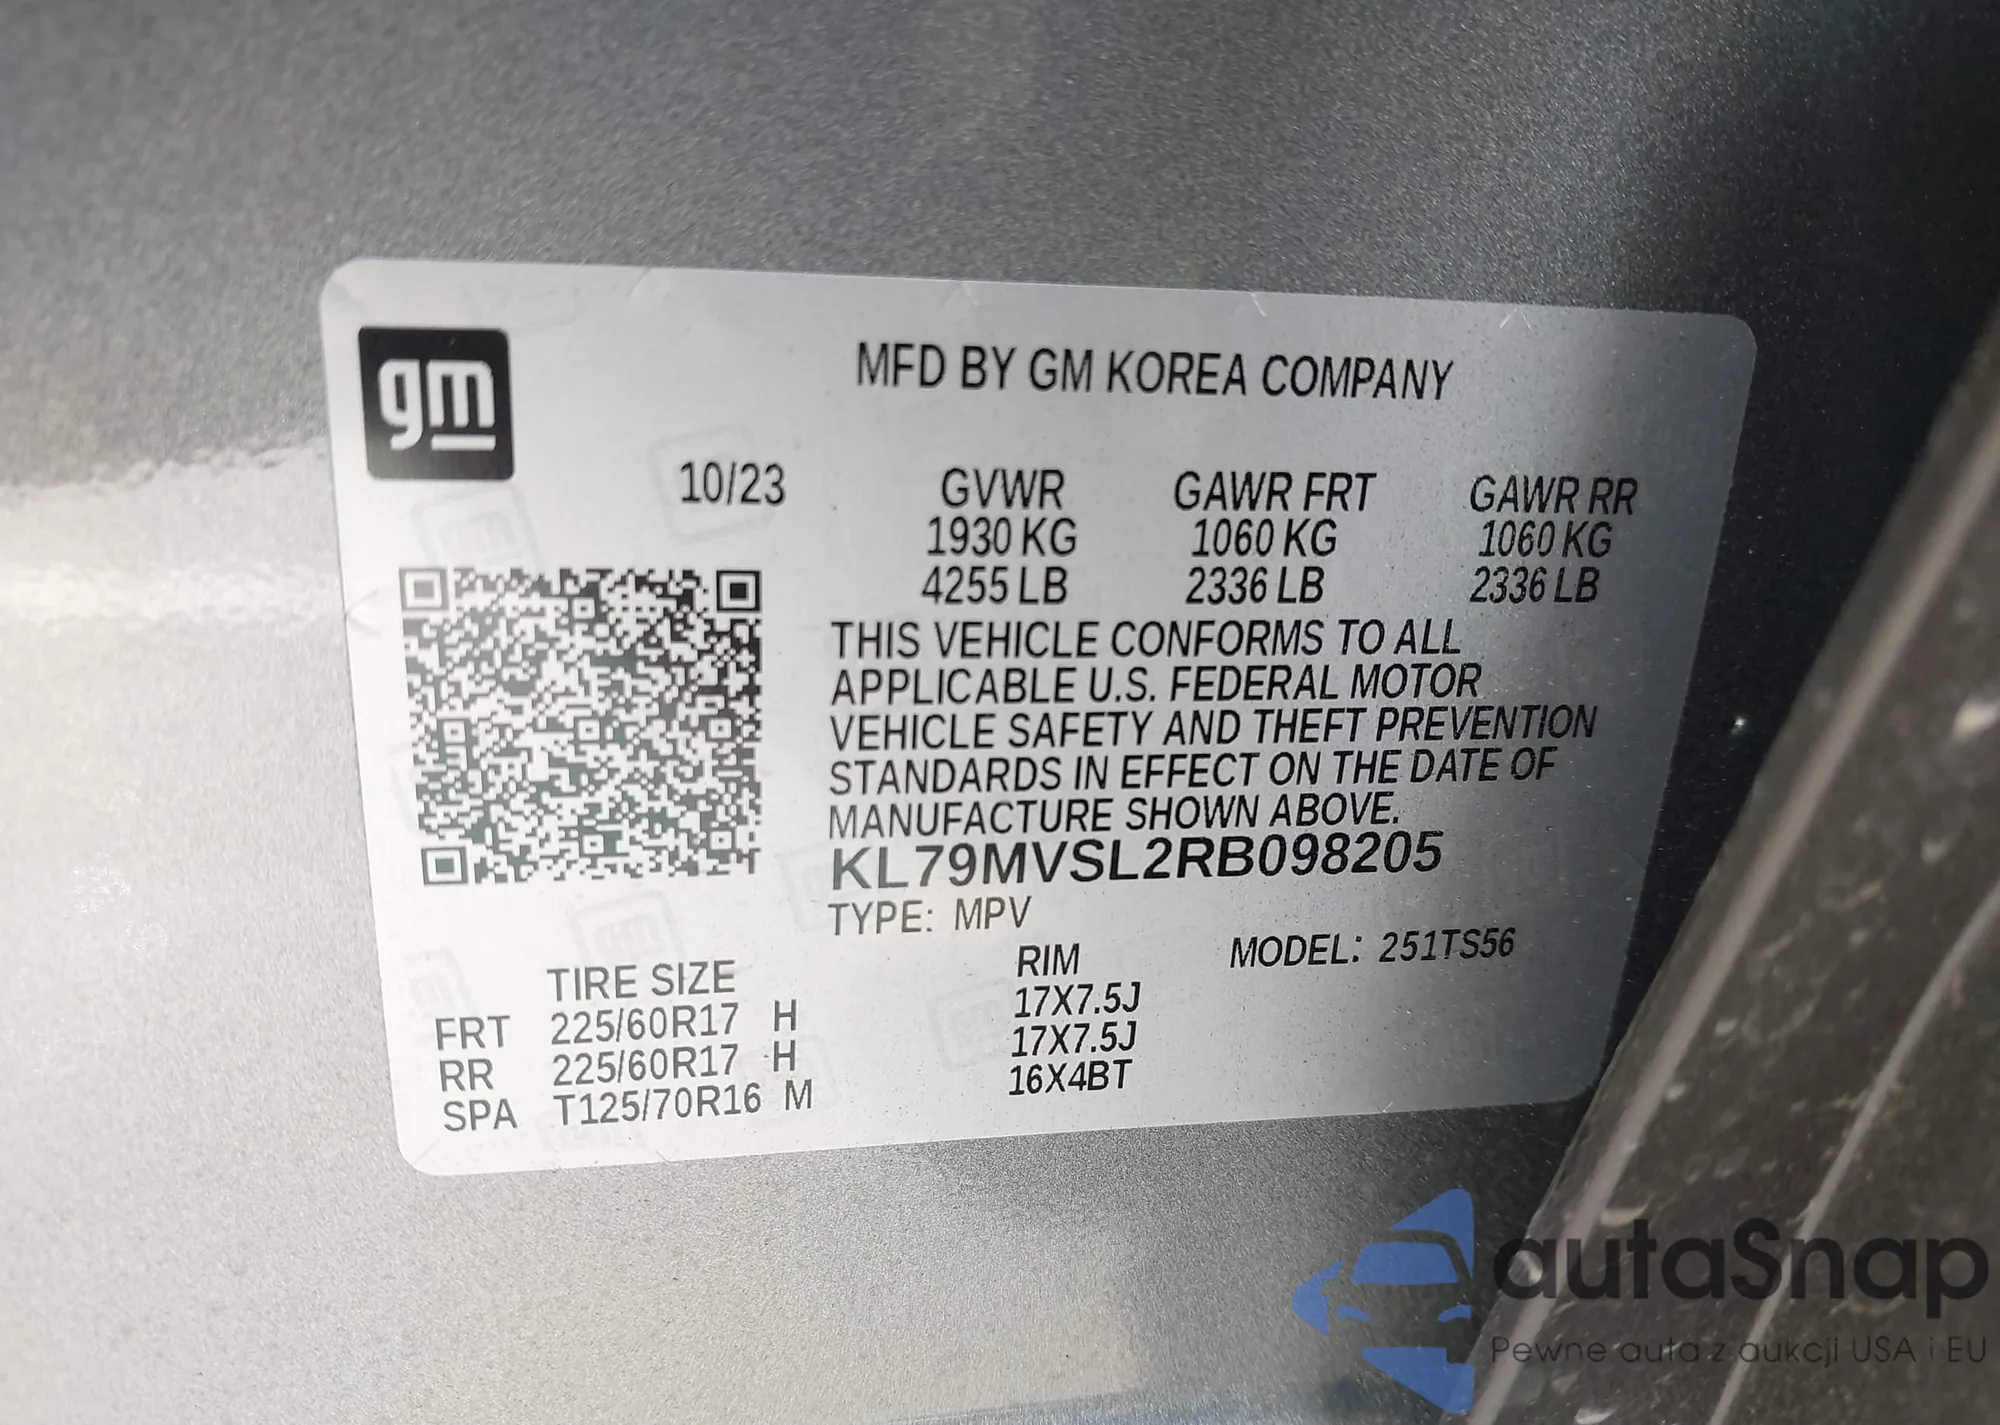 gm
MFD BY GM KOREA COMPANY
10/23 GVWR GAWR FRT GAWR RR
1930 KG 1060 KG 1060 KG
4255 LB 2336 LB 2336 LB
THIS VEHICLE CONFORMS TO ALL
APPLICABLE U.S. FEDERAL MOTOR
VEHICLE SAFETY AND THEFT PREVENTION
STANDARDS IN EFFECT ON THE DATE OF
MANUFACTURE SHOWN ABOVE.
KL79MVSL2RB098205
TYPE: MPV
TIRE SIZE RIM MODEL: 251TS56
FRT 225/60R17 H 17X7.5J
RR 225/60R17 H 17X7.5J
SPA T125/70R16 M 16X4BT
autaSnap
Pewne auta z aukcji USA i EU